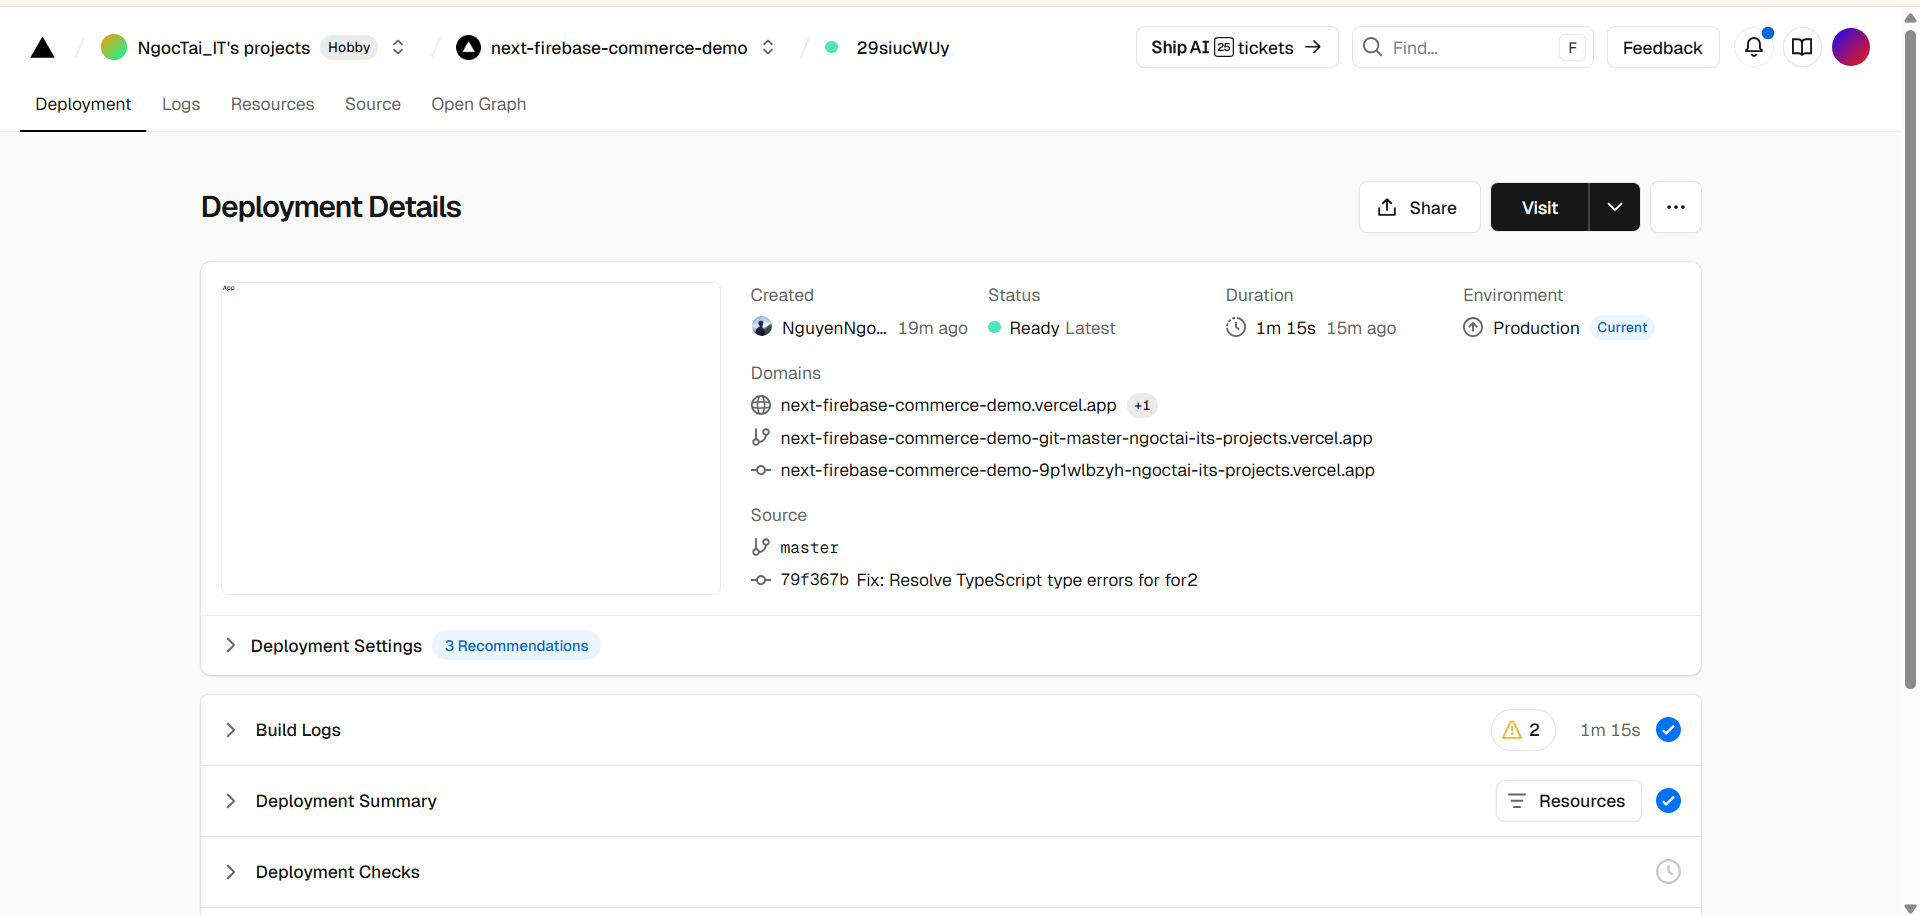 NgocTai_IT's projects Hobby next-firebase-commerce-demo 29siucWUy Ship AI 25 tickets → Find... F Feedback
Deployment Logs Resources Source Open Graph
Deployment Details
Share Visit
App
Created Status Duration Environment
NguyenNgo... 19m ago Ready Latest 1m 15s 15m ago Production Current
Domains
next-firebase-commerce-demo.vercel.app +1
next-firebase-commerce-demo-git-master-ngoctai-its-projects.vercel.app
next-firebase-commerce-demo-9p1wlbzyh-ngoctai-its-projects.vercel.app
Source
master
79f367b Fix: Resolve TypeScript type errors for for2
Deployment Settings 3 Recommendations
Build Logs 2 1m 15s
Deployment Summary Resources
Deployment Checks